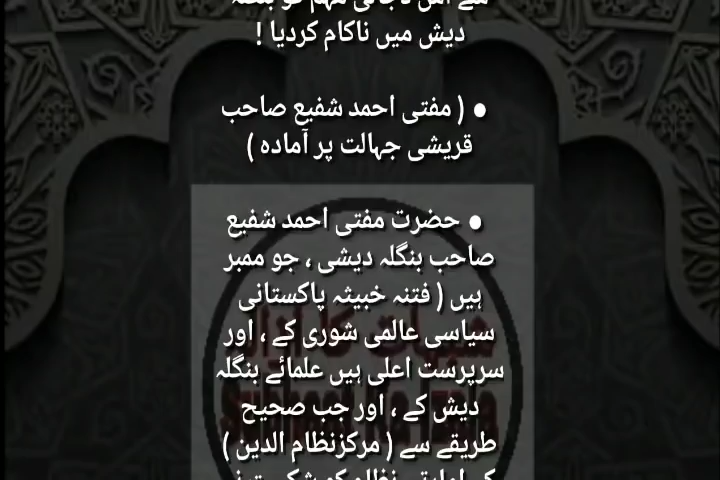 دیش میں ناکام کردیا !
● ( مفتی احمد شفیع صاحب
قریشی جہالت پر آمادہ )
● حضرت مفتی احمد شفیع
صاحب بنگلہ دیشی ، جو ممبر
ہیں ( فتنہ خبیثہ پاکستانی
سیاسی عالمی شوری کے ، اور
سرپرست اعلی ہیں علمائے بنگلہ
دیش کے ، اور جب صحیح
طریقے سے ( مرکزنظام الدین )